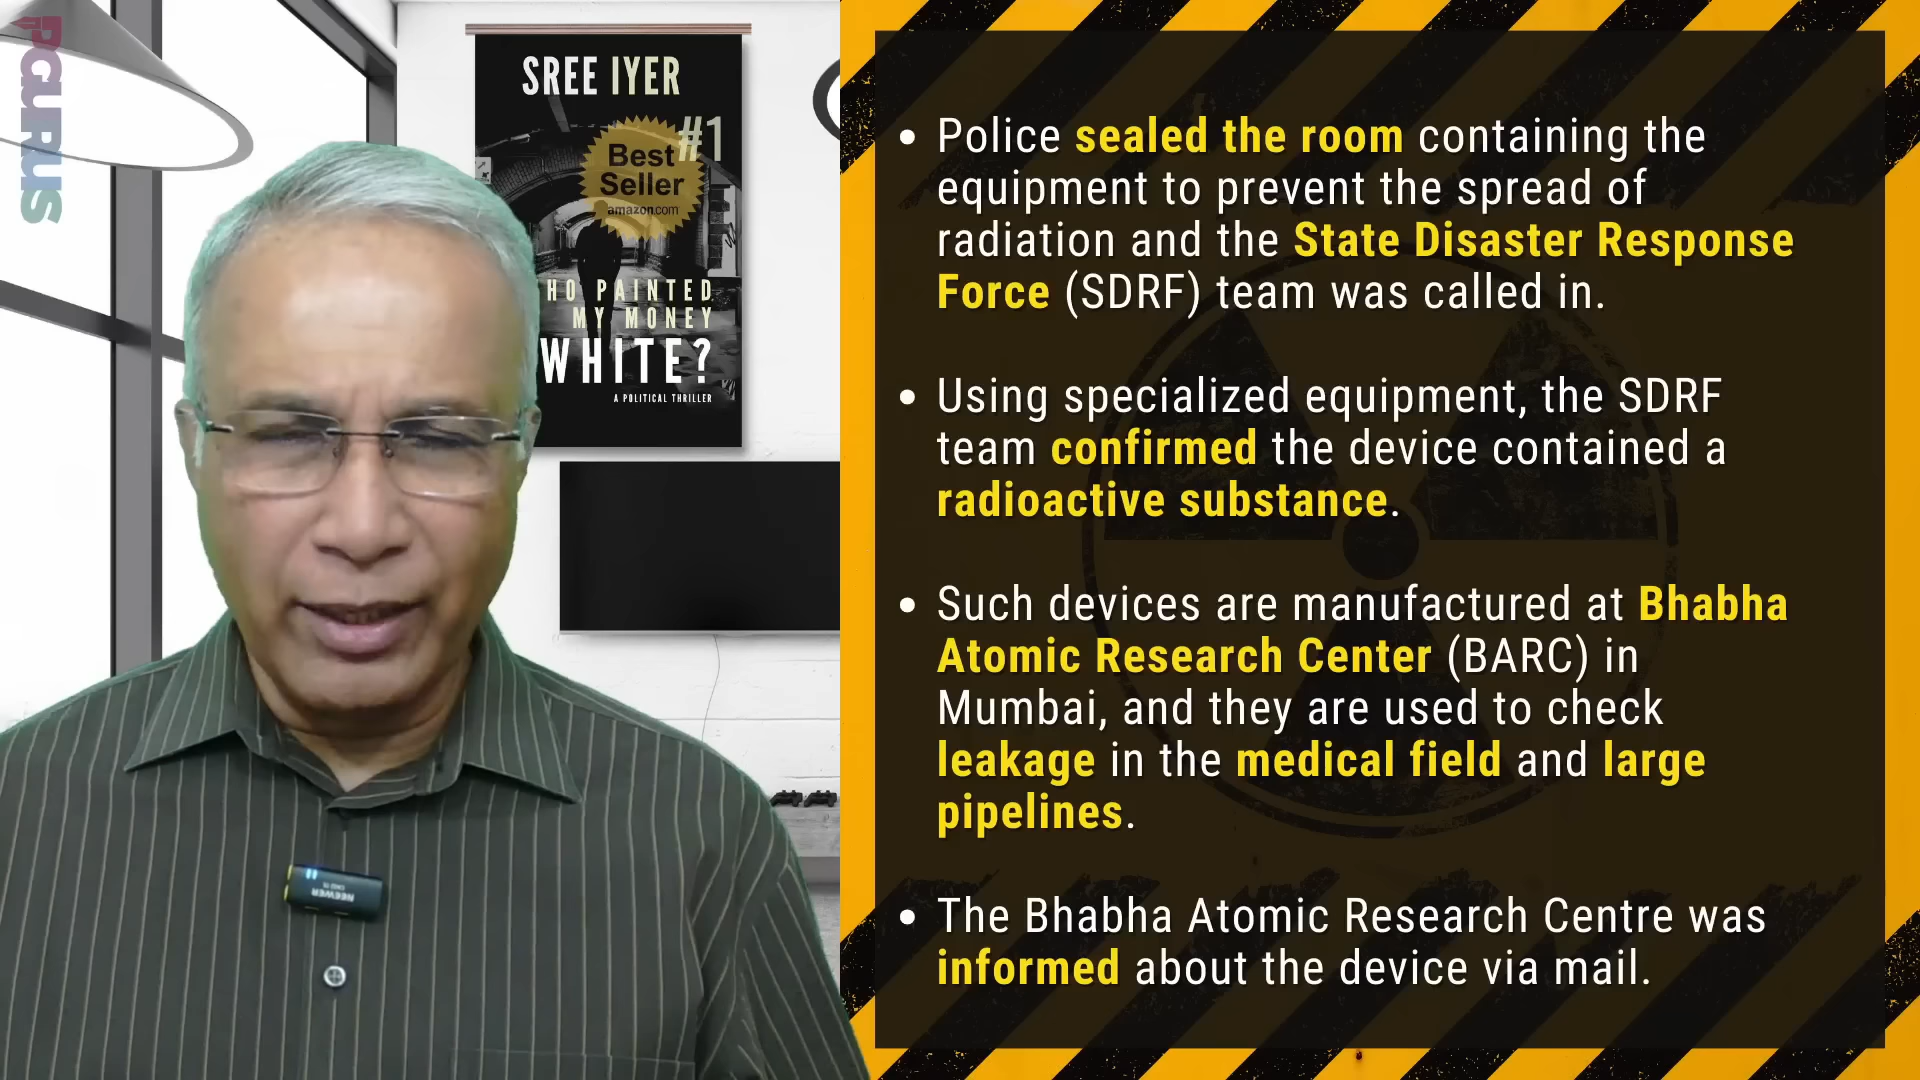 PGURUS
SREE IYER
#1
Best
Seller
amazon.com
HO PAINTED
MY MONEY
WHITE?
A POLITICAL THRILLER
NEEWER
• Police sealed the room containing the
equipment to prevent the spread of
radiation and the State Disaster Response
Force (SDRF) team was called in.
• Using specialized equipment, the SDRF
team confirmed the device contained a
radioactive substance.
• Such devices are manufactured at Bhabha
Atomic Research Center (BARC) in
Mumbai, and they are used to check
leakage in the medical field and large
pipelines.
• The Bhabha Atomic Research Centre was
informed about the device via mail.